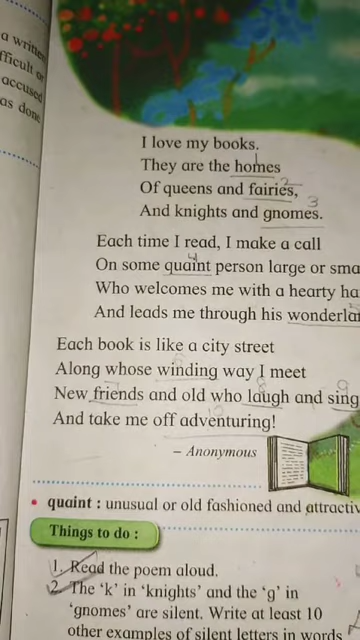 a written
fficult or
accused
as done
I love my books.
They are the homes
Of queens and fairies,
And knights and gnomes.
Each time I read, I make a call
On some quaint person large or sma
Who welcomes me with a hearty ha
And leads me through his wonderla
Each book is like a city street
Along whose winding way I meet
New friends and old who laugh and sing
And take me off adventuring!
– Anonymous
• quaint : unusual or old fashioned and attractiv
Things to do :
1. Read the poem aloud.
2. The ‘k’ in ‘knights’ and the ‘g’ in
‘gnomes’ are silent. Write at least 10
other examples of silent letters in words